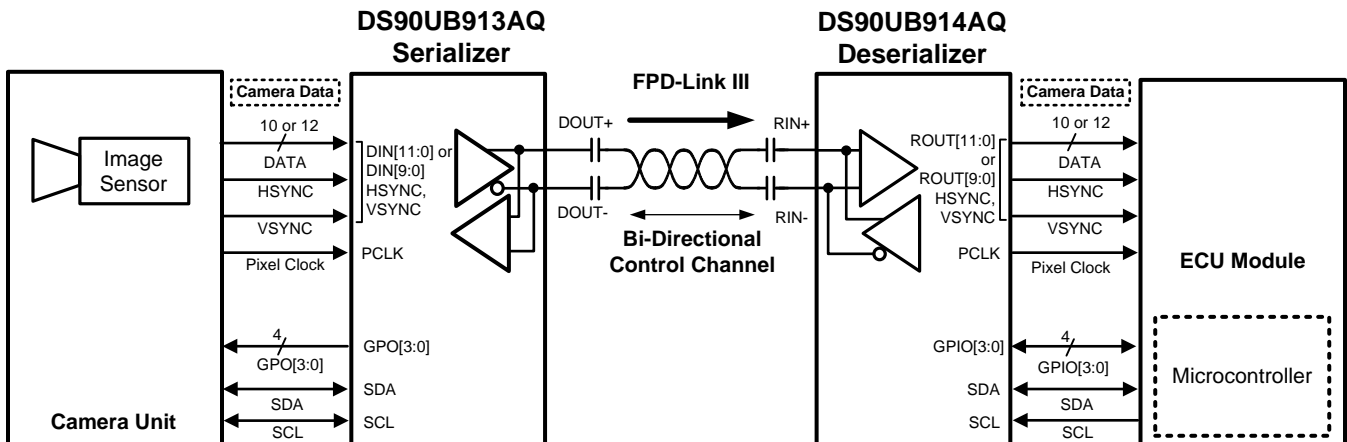 DS90UB913AQ
Serializer
DS90UB914AQ
Deserializer
Camera Data
FPD-Link III
Camera Data
Image
Sensor
10 or 12
DATA
HSYNC
VSYNC
Pixel Clock
DIN[11:0] or
DIN[9:0]
HSYNC,
VSYNC
PCLK
DOUT+
DOUT-
RIN+
RIN-
Bi-Directional
Control Channel
ROUT[11:0]
or
ROUT[9:0]
HSYNC,
VSYNC
PCLK
10 or 12
DATA
HSYNC
VSYNC
Pixel Clock
ECU Module
4
GPO[3:0]
GPO[3:0]
SDA
SDA
SCL
SCL
Camera Unit
GPIO[3:0]
4
GPIO[3:0]
SDA
SDA
SCL
SCL
Microcontroller